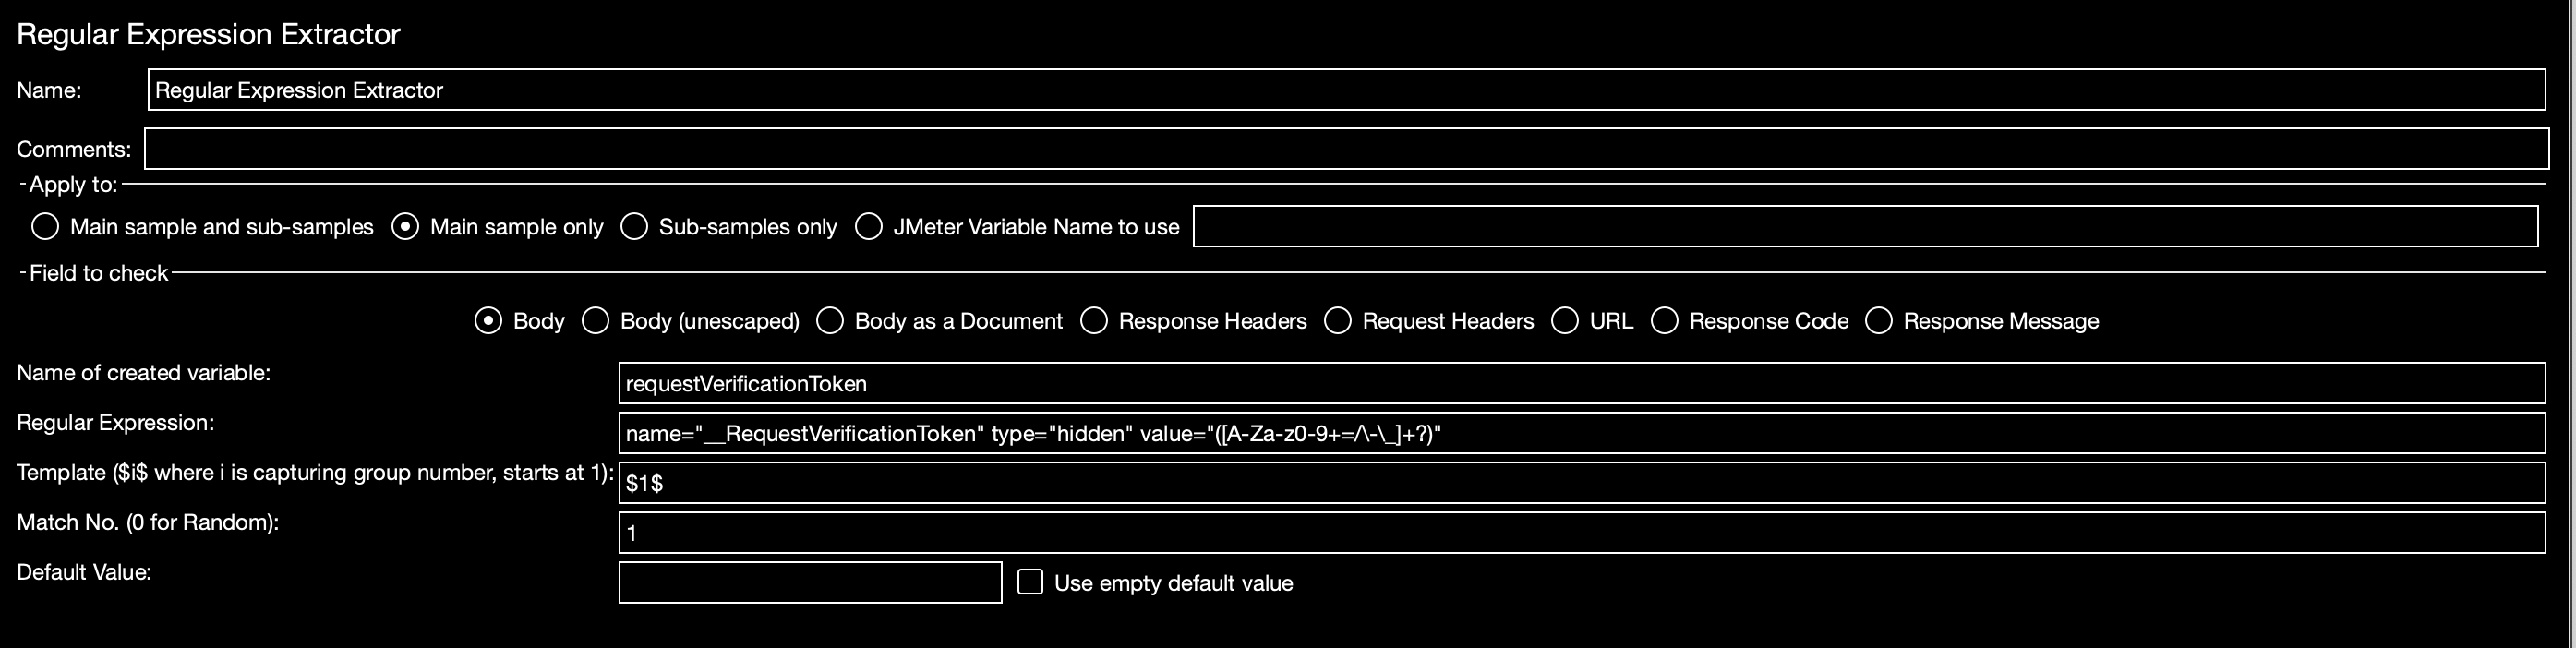 Regular Expression Extractor
Name: Regular Expression Extractor
Comments:
Apply to:
Main sample and sub-samples Main sample only Sub-samples only JMeter Variable Name to use
Field to check
Body Body (unescaped) Body as a Document Response Headers Request Headers URL Response Code Response Message
Name of created variable: requestVerificationToken
Regular Expression: name="__RequestVerificationToken" type="hidden" value="([A-Za-z0-9+=/\-\_]+?)"
Template ($i$ where i is capturing group number, starts at 1): $1$
Match No. (0 for Random): 1
Default Value: Use empty default value